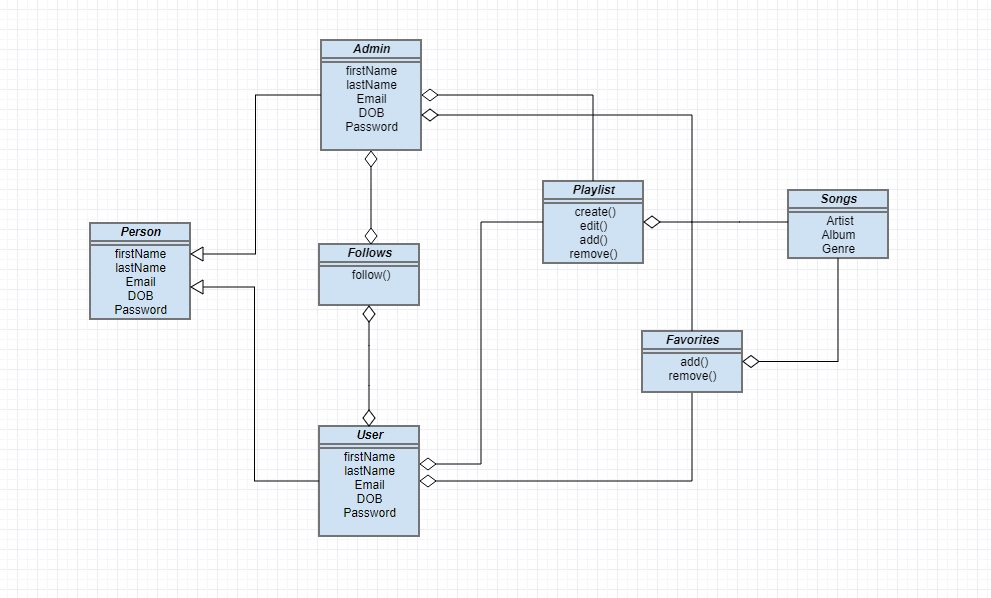 Admin
firstName
lastName
Email
DOB
Password
Person
firstName
lastName
Email
DOB
Password
Follows
follow()
User
firstName
lastName
Email
DOB
Password
Playlist
create()
edit()
add()
remove()
Songs
Artist
Album
Genre
Favorites
add()
remove()